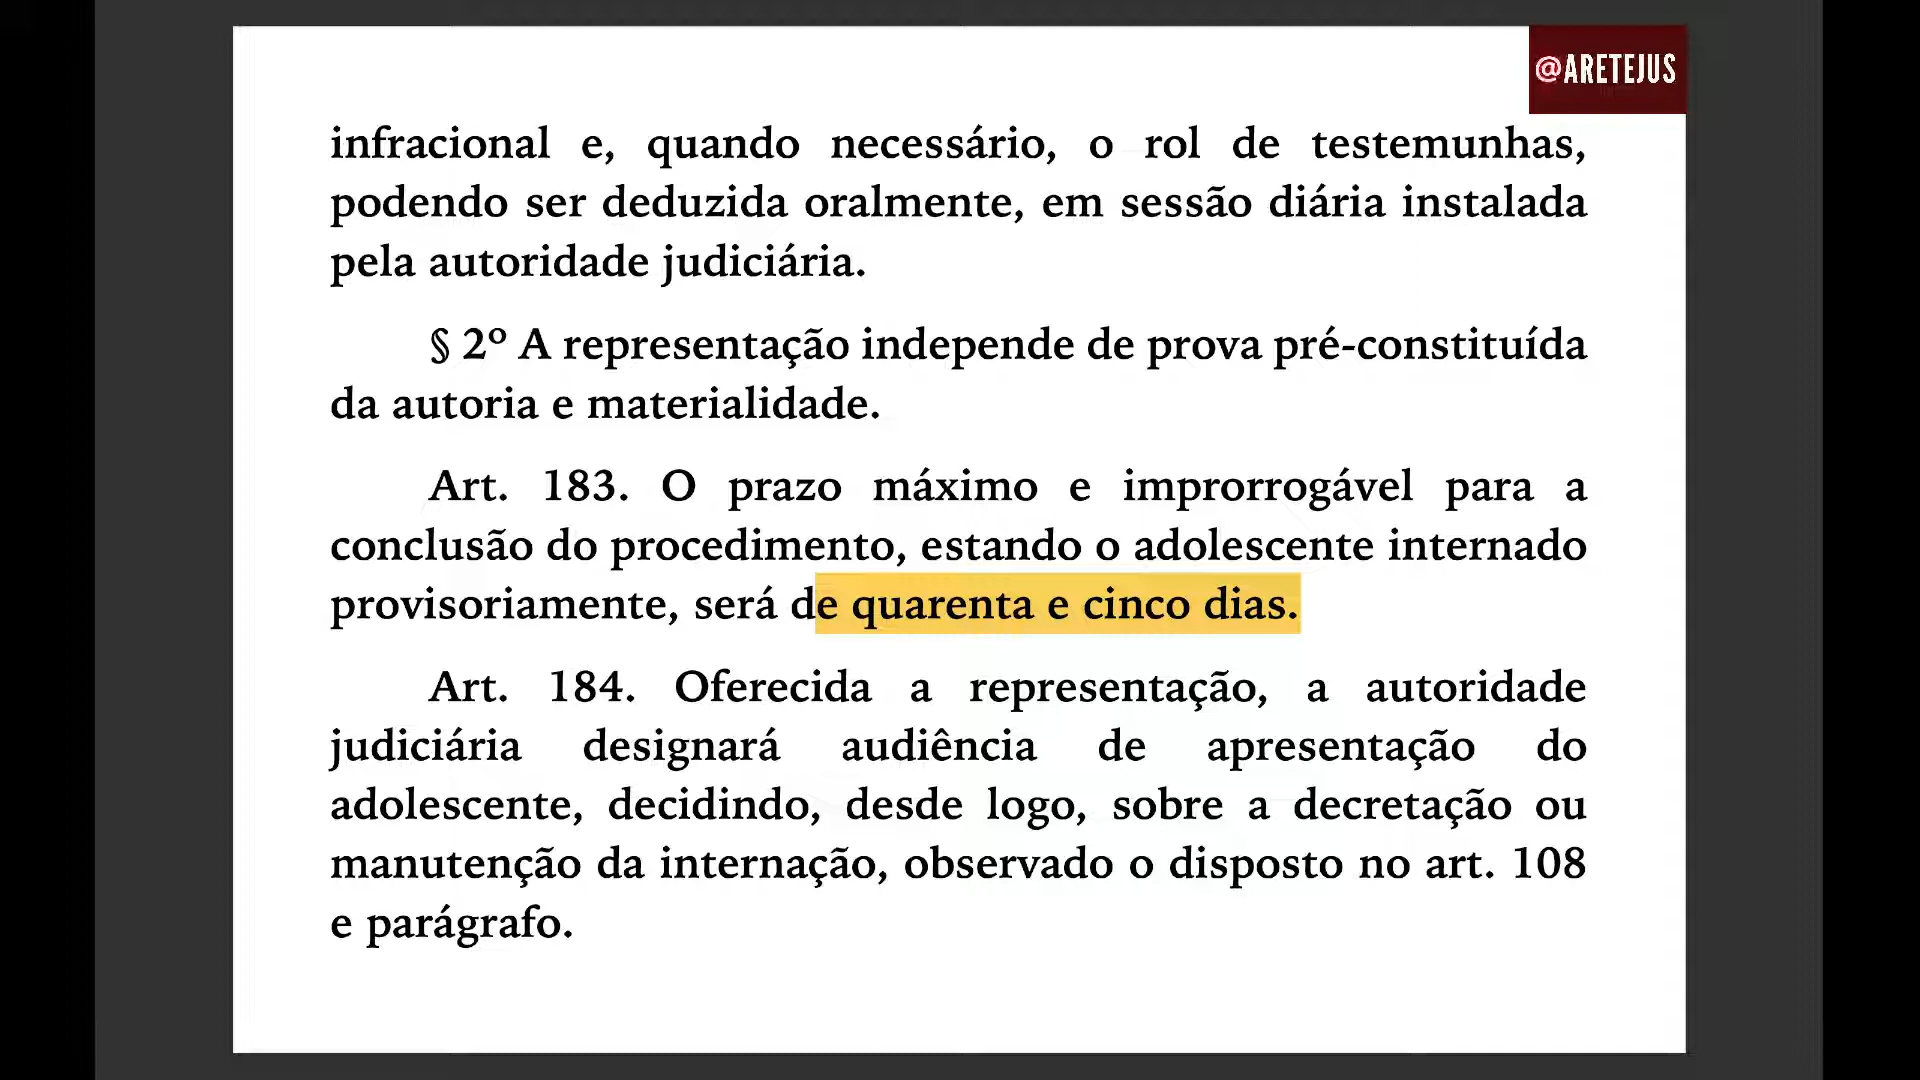 @ARETEJUS
infracional e, quando necessário, o rol de testemunhas,
podendo ser deduzida oralmente, em sessão diária instalada
pela autoridade judiciária.
§ 2º A representação independe de prova pré-constituída
da autoria e materialidade.
Art. 183. O prazo máximo e improrrogável para a
conclusão do procedimento, estando o adolescente internado
provisoriamente, será de quarenta e cinco dias.
Art. 184. Oferecida a representação, a autoridade
judiciária designará audiência de apresentação do
adolescente, decidindo, desde logo, sobre a decretação ou
manutenção da internação, observado o disposto no art. 108
e parágrafo.